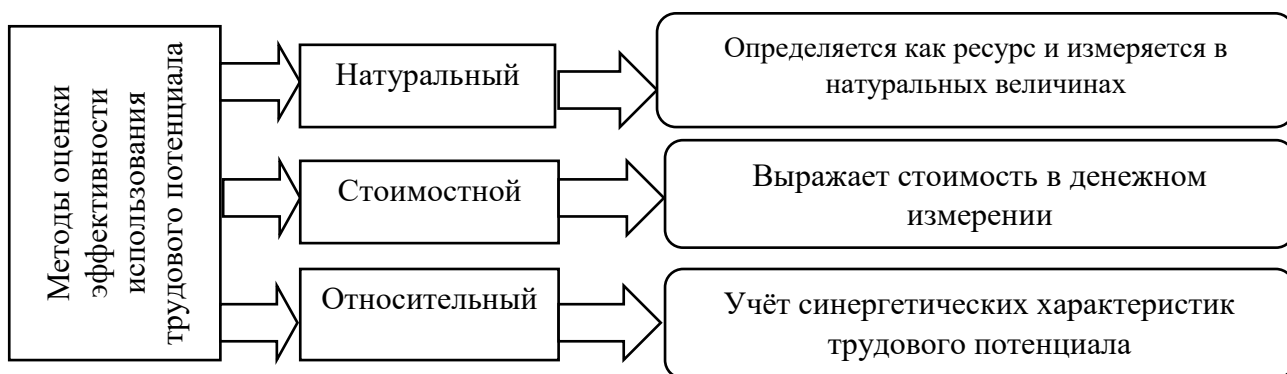 Методы оценки
эффективности
использования
трудового потенциала
Натуральный
Определяется как ресурс и измеряется в
натуральных величинах
Стоимостной
Выражает стоимость в денежном
измерении
Относительный
Учёт синергетических характеристик
трудового потенциала